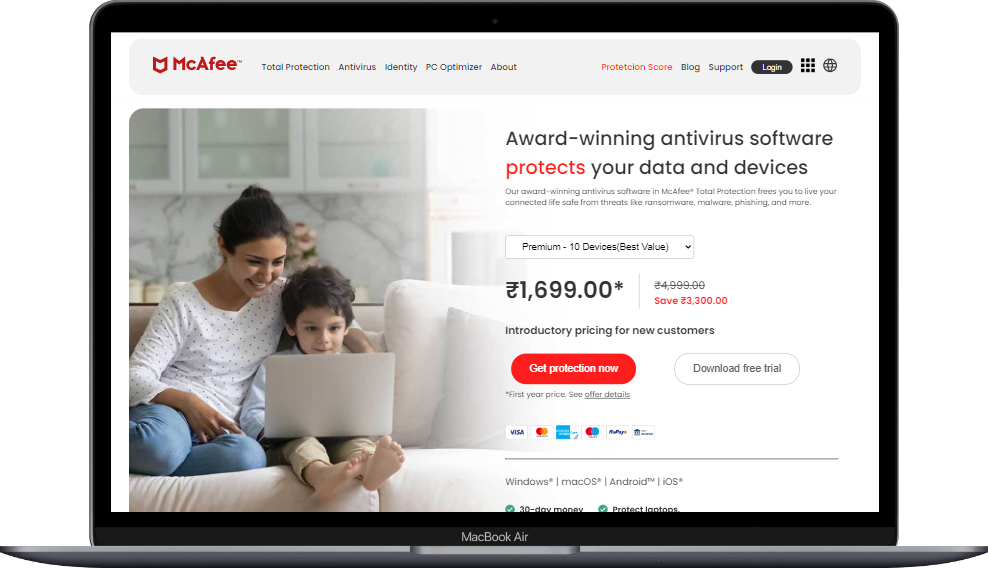 McAfee™
Total Protection Antivirus Identity PC Optimizer About
Protetcion Score Blog Support Login
Award-winning antivirus software
protects your data and devices
Our award-winning antivirus software in McAfee® Total Protection frees you to live your
connected life safe from threats like ransomware, malware, phishing, and more.
Premium - 10 Devices(Best Value)
₹1,699.00*
₹4,999.00
Save ₹3,300.00
Introductory pricing for new customers
Get protection now
Download free trial
*First year price. See offer details
VISA
RuPay
Windows® | macOS® | Android™ | iOS®
30-day money
Protect laptops,
MacBook Air